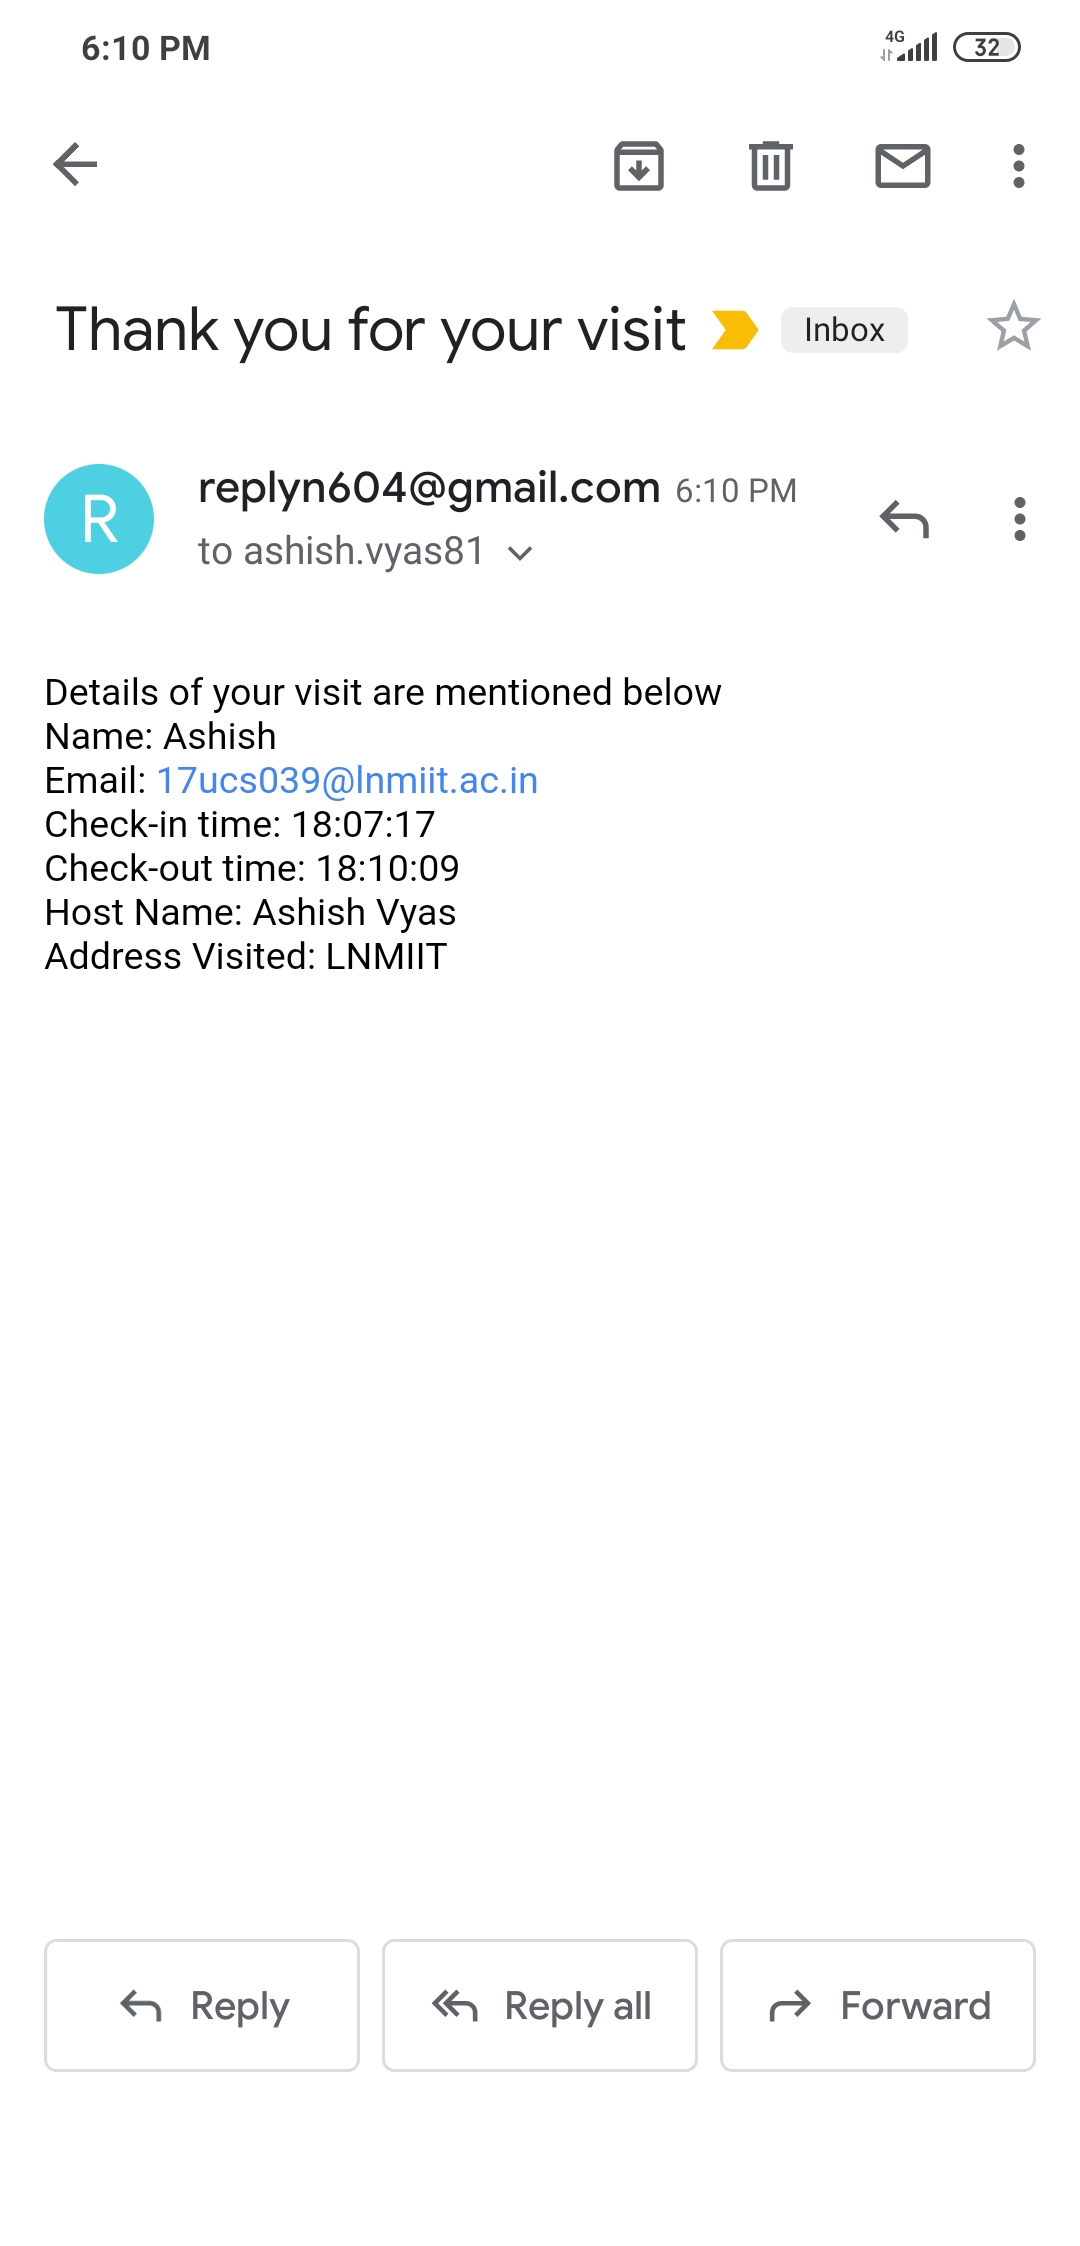 6:10 PM 4G 32
Thank you for your visit Inbox
R
replyn604@gmail.com 6:10 PM
to ashish.vyas81
Details of your visit are mentioned below
Name: Ashish
Email: 17ucs039@lnmiit.ac.in
Check-in time: 18:07:17
Check-out time: 18:10:09
Host Name: Ashish Vyas
Address Visited: LNMIIT
Reply Reply all Forward